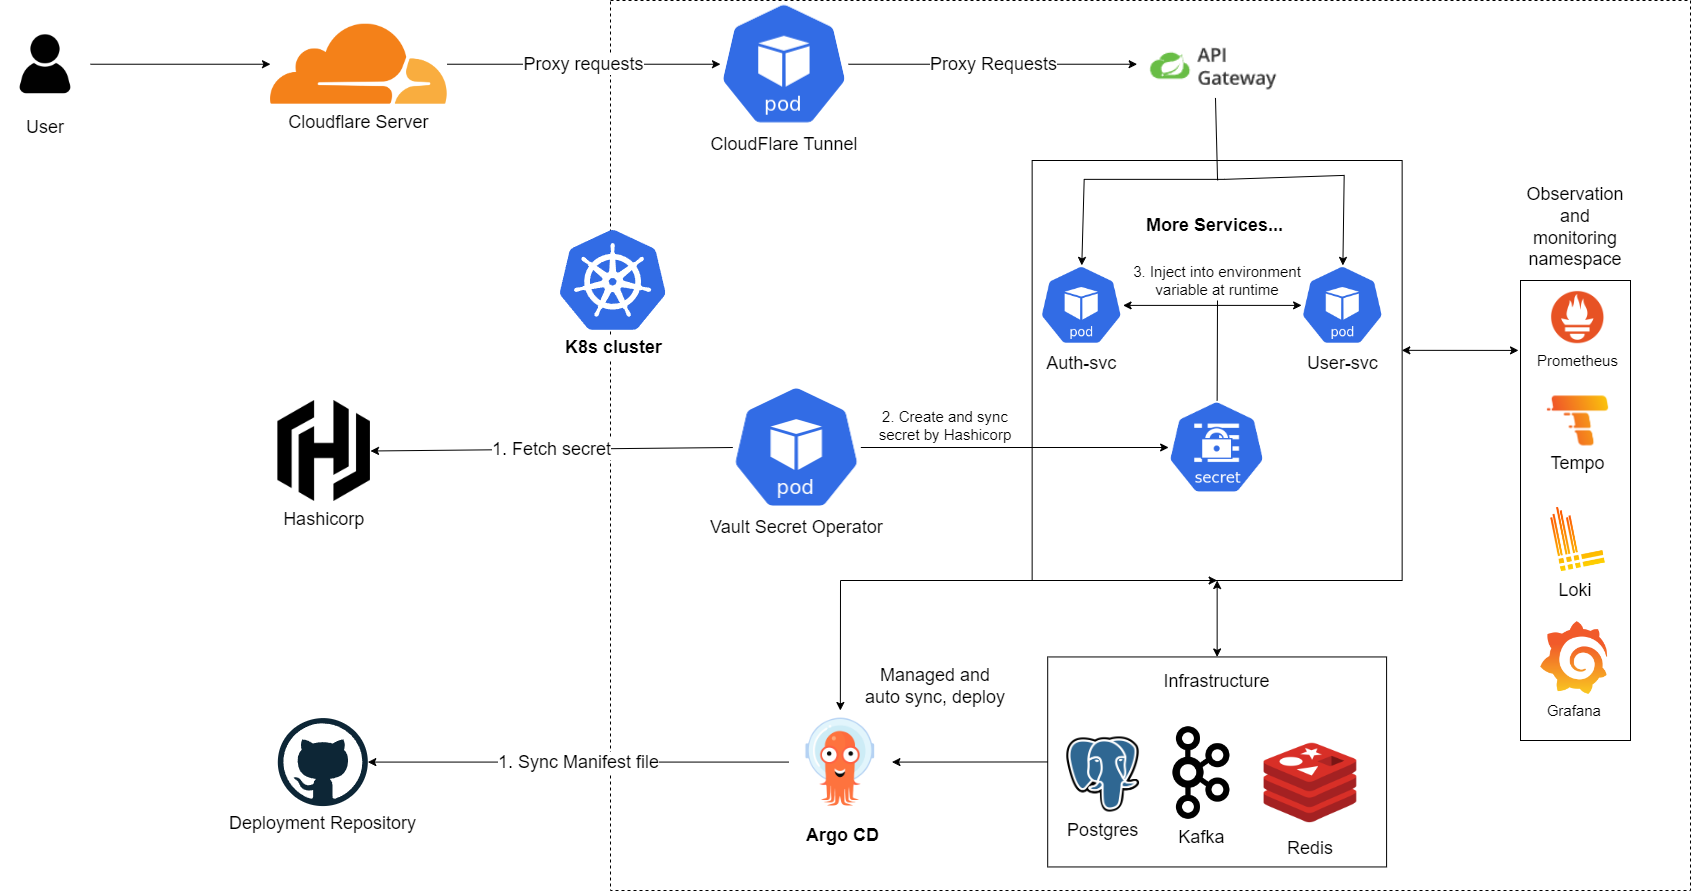 User
Cloudflare Server
Proxy requests
pod
CloudFlare Tunnel
Proxy Requests
API
Gateway
More Services...
3. Inject into environment
variable at runtime
pod
Auth-svc
pod
User-svc
Observation
and
monitoring
namespace
Prometheus
Tempo
Loki
Grafana
K8s cluster
Hashicorp
1. Fetch secret
pod
Vault Secret Operator
2. Create and sync
secret by Hashicorp
secret
Managed and
auto sync, deploy
Infrastructure
Postgres
Kafka
Redis
Argo CD
1. Sync Manifest file
Deployment Repository